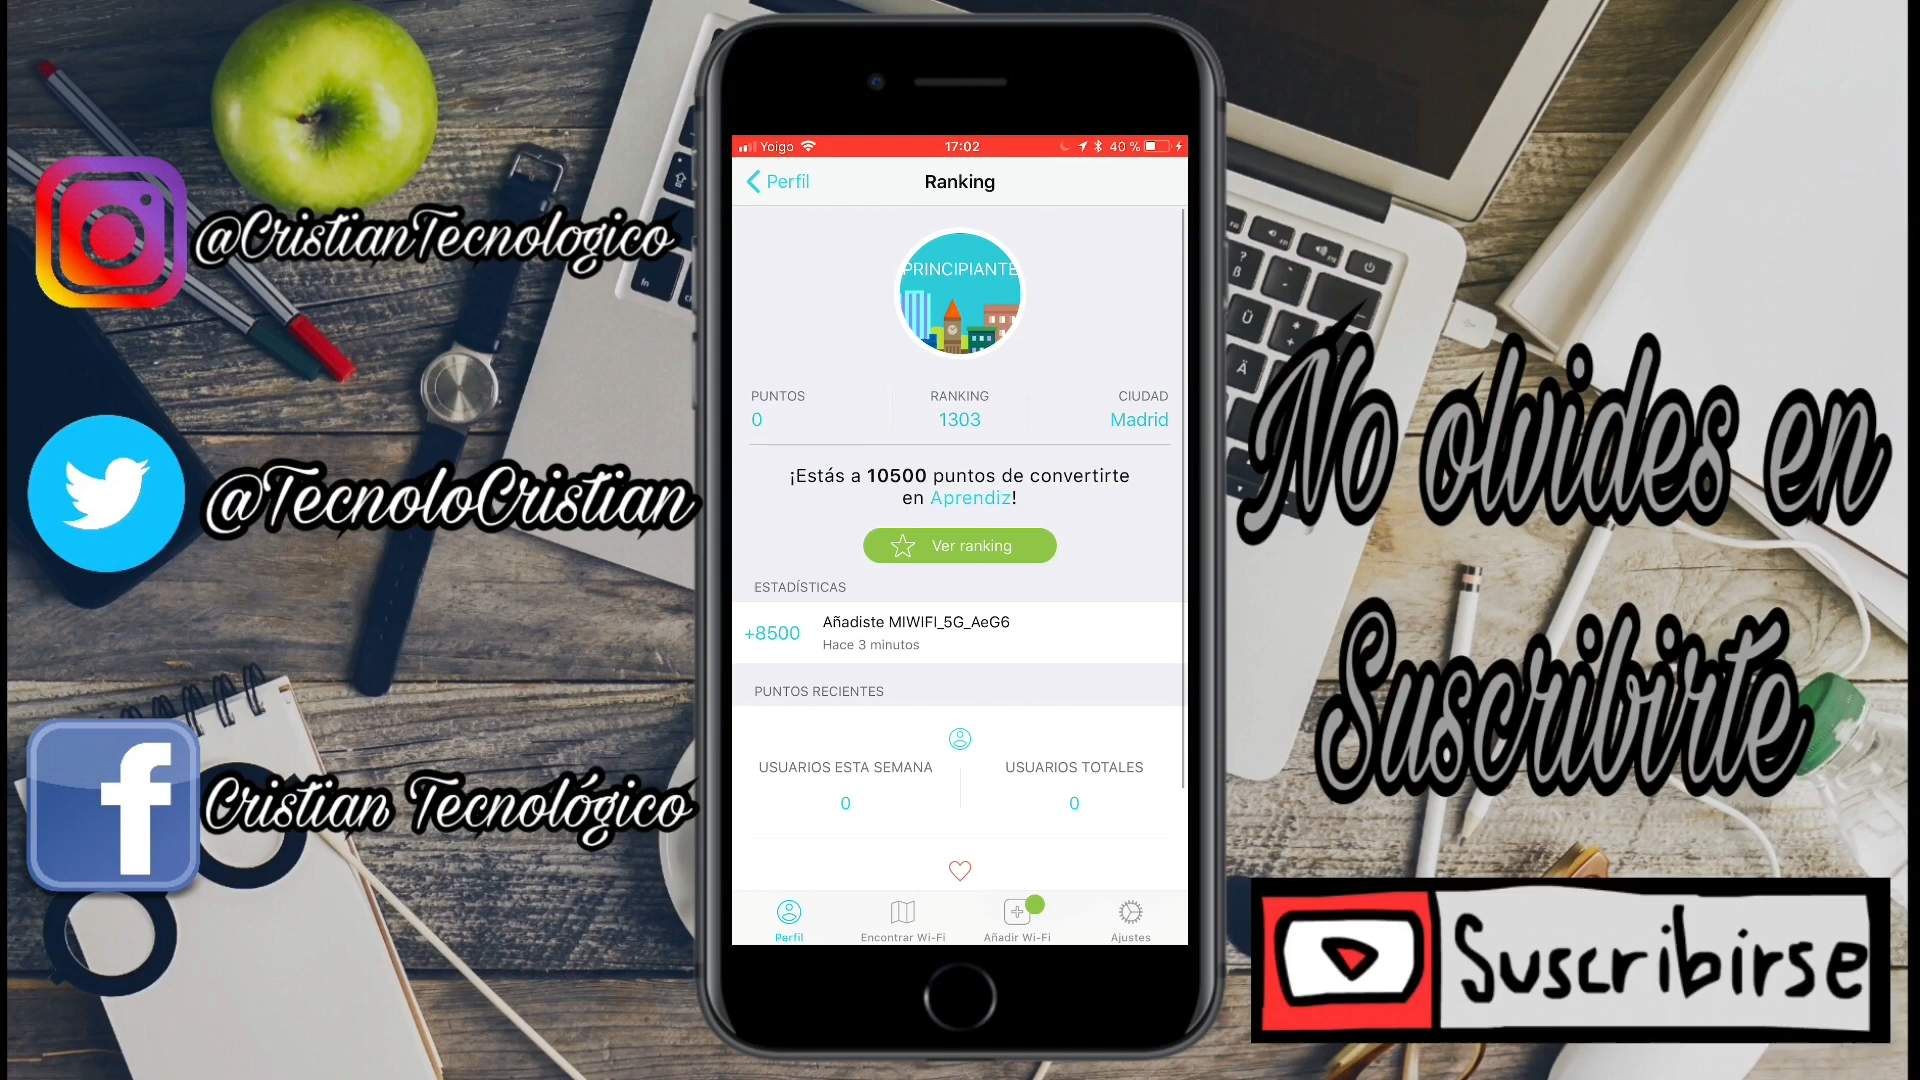 @CristianTecnologico
@TecnoloCristian
Cristian Tecnológico
Yoigo
17:02
40 %
Perfil
Ranking
PRINCIPIANTE
PUNTOS
0
RANKING
1303
CIUDAD
Madrid
¡Estás a 10500 puntos de convertirte
en Aprendiz!
Ver ranking
ESTADÍSTICAS
+8500
Añadiste MIWIFI_5G_AeG6
Hace 3 minutos
PUNTOS RECIENTES
USUARIOS ESTA SEMANA
0
USUARIOS TOTALES
0
Perfil
Encontrar Wi-Fi
Añadir Wi-Fi
Ajustes
No olvides en
Suscribirte
Suscribirse